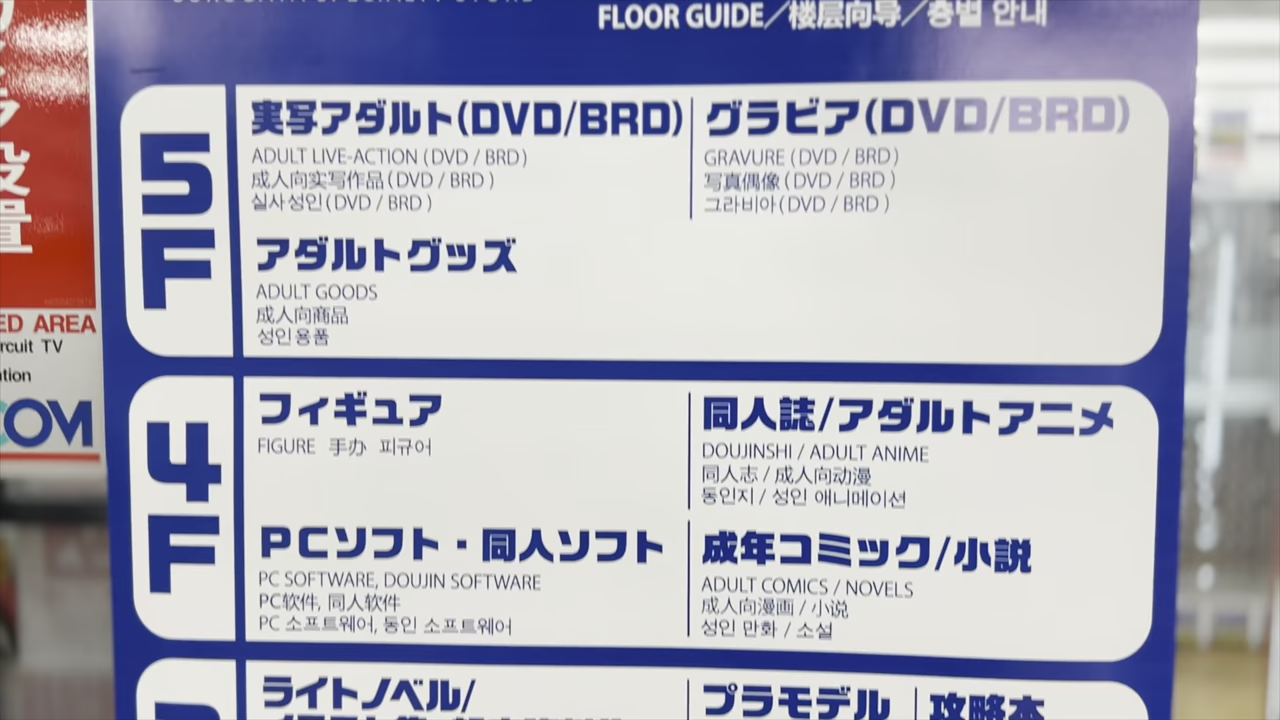 FLOOR GUIDE/楼层向导/층별 안내
5F
実写アダルト(DVD/BRD)
ADULT LIVE-ACTION (DVD / BRD)
成人向实写作品 (DVD / BRD)
실사성인 (DVD / BRD)
グラビア(DVD/BRD)
GRAVURE (DVD / BRD)
写真偶像 (DVD / BRD)
그라비아 (DVD / BRD)
アダルトグッズ
ADULT GOODS
成人向商品
성인용품
4F
フィギュア
FIGURE 手办 피규어
同人誌/アダルトアニメ
DOUJINSHI / ADULT ANIME
同人志 / 成人向动漫
동인지 / 성인 애니메이션
PCソフト・同人ソフト
PC SOFTWARE, DOUJIN SOFTWARE
PC软件, 同人软件
PC 소프트웨어, 동인 소프트웨어
成年コミック/小説
ADULT COMICS / NOVELS
成人向漫画 / 小说
성인 만화 / 소설
ライトノベル/
プラモデル
攻略本
設置
ED AREA
rcuit TV
tion
COM